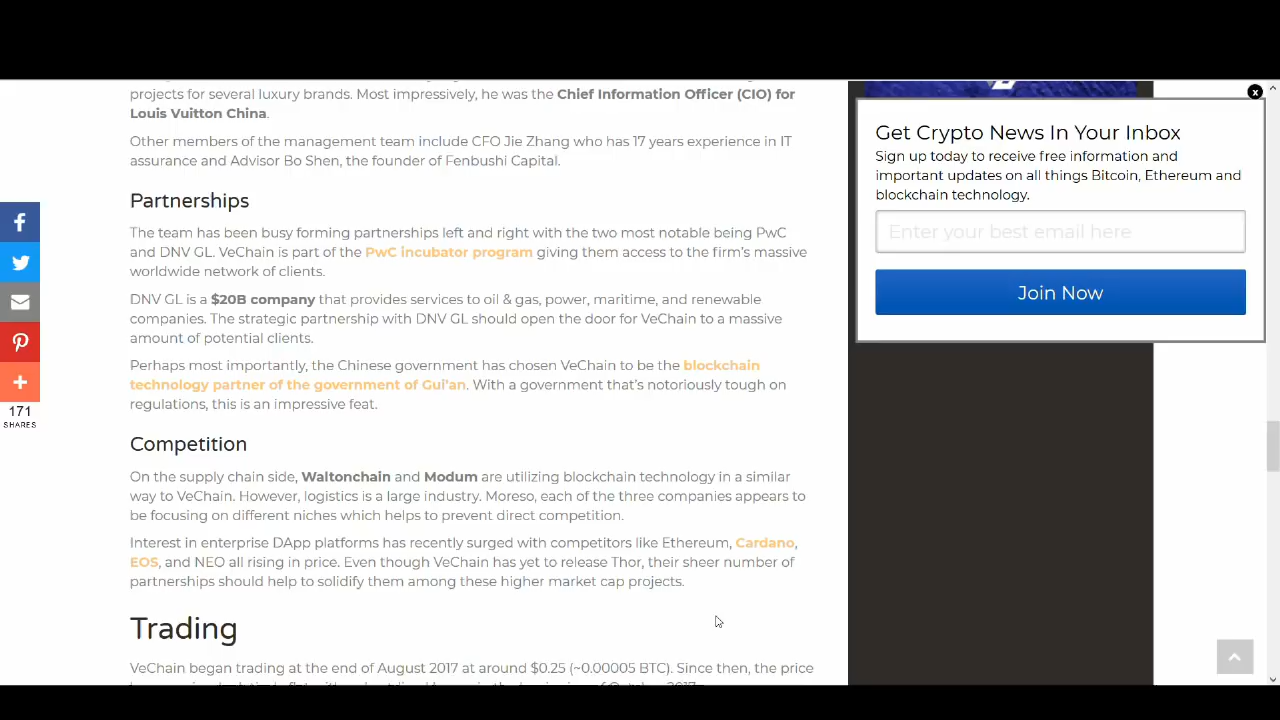 projects for several luxury brands. Most impressively, he was the Chief Information Officer (CIO) for
Louis Vuitton China.
Other members of the management team include CFO Jie Zhang who has 17 years experience in IT
assurance and Advisor Bo Shen, the founder of Fenbushi Capital.
Partnerships
The team has been busy forming partnerships left and right with the two most notable being PwC
and DNV GL. VeChain is part of the PwC incubator program giving them access to the firm's massive
worldwide network of clients.
DNV GL is a $20B company that provides services to oil & gas, power, maritime, and renewable
companies. The strategic partnership with DNV GL should open the door for VeChain to a massive
amount of potential clients.
Perhaps most importantly, the Chinese government has chosen VeChain to be the blockchain
technology partner of the government of Gui'an. With a government that's notoriously tough on
regulations, this is an impressive feat.
Competition
On the supply chain side, Waltonchain and Modum are utilizing blockchain technology in a similar
way to VeChain. However, logistics is a large industry. Moreso, each of the three companies appears to
be focusing on different niches which helps to prevent direct competition.
Interest in enterprise DApp platforms has recently surged with competitors like Ethereum, Cardano,
EOS, and NEO all rising in price. Even though VeChain has yet to release Thor, their sheer number of
partnerships should help to solidify them among these higher market cap projects.
Trading
VeChain began trading at the end of August 2017 at around $0.25 (~0.00005 BTC). Since then, the price
171
SHARES
x
Get Crypto News In Your Inbox
Sign up today to receive free information and
important updates on all things Bitcoin, Ethereum and
blockchain technology.
Enter your best email here
Join Now